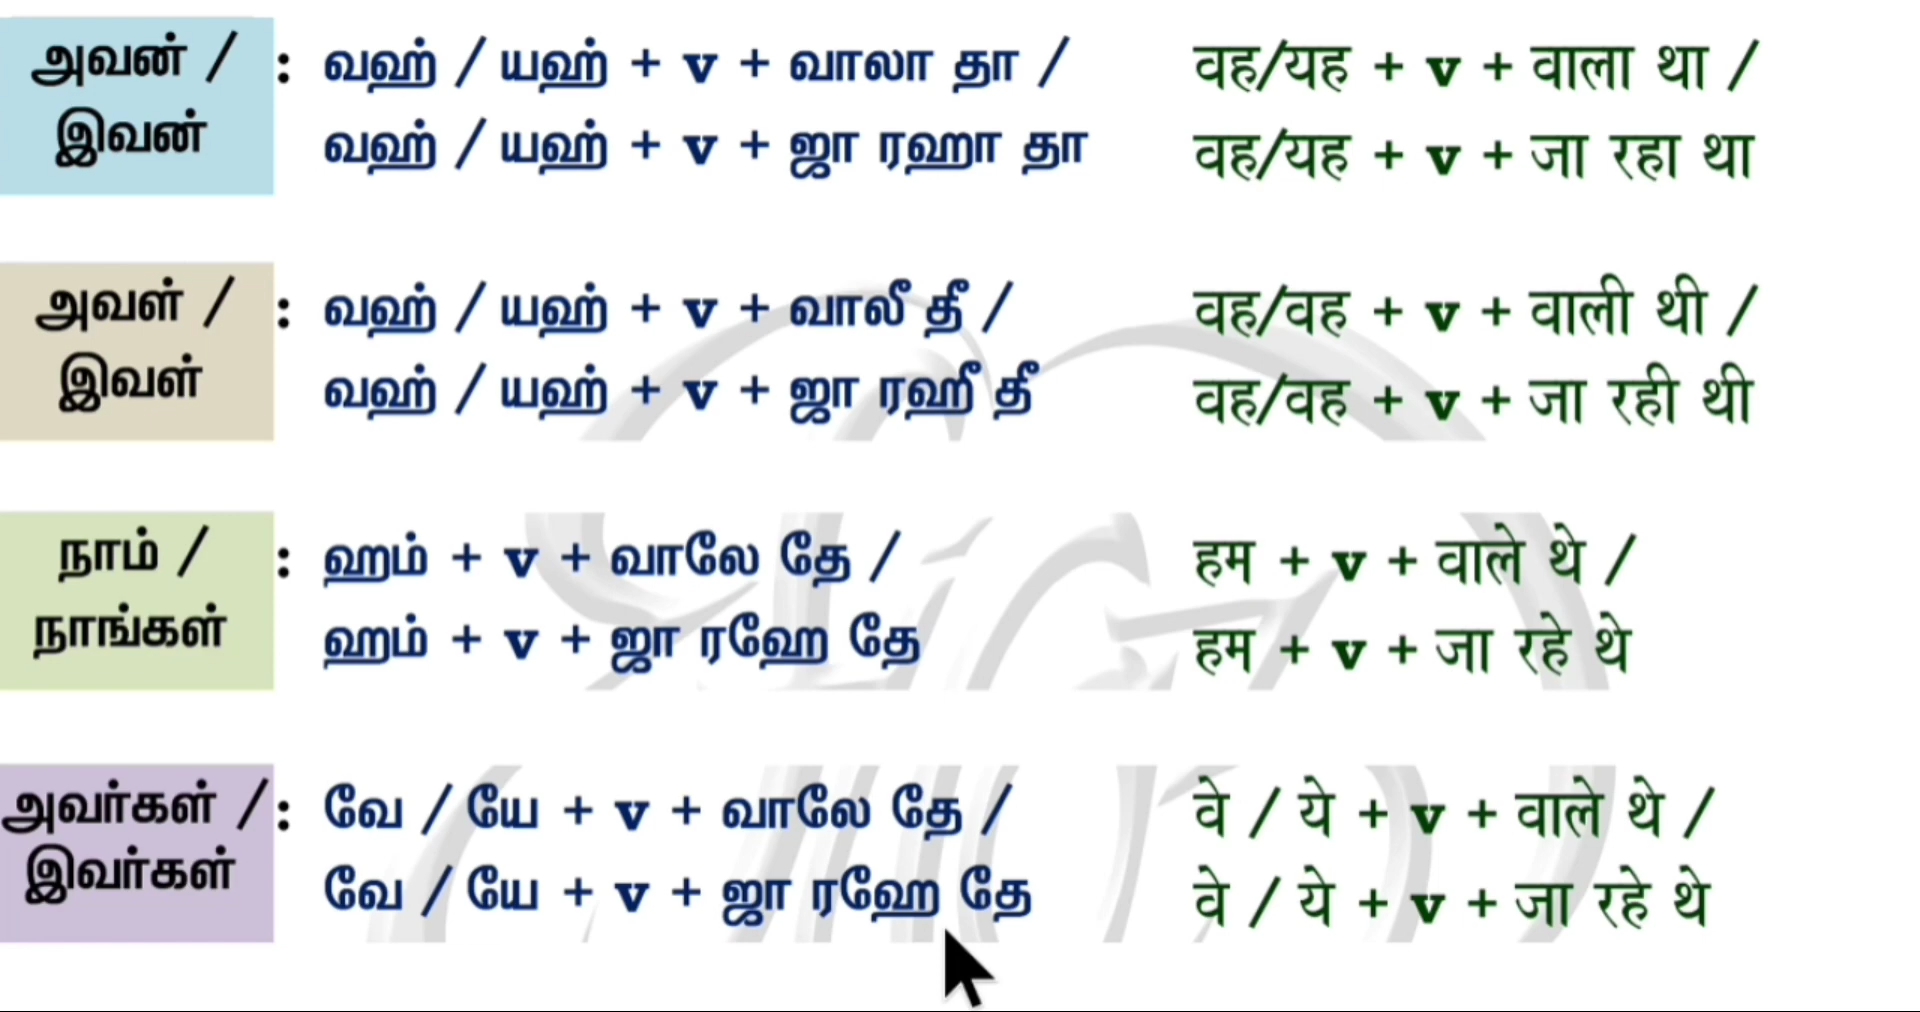 அவன் / : வஹ் / யஹ் + v + வாலா தா / वह/यह + v + वाला था /
இவன் வஹ் / யஹ் + v + ஜா ரஹா தா वह/यह + v + जा रहा था
அவள் / : வஹ் / யஹ் + v + வாலீ தீ / वह/वह + v + वाली थी /
இவள் வஹ் / யஹ் + v + ஜா ரஹீ தீ वह/वह + v + जा रही थी
நாம் / : ஹம் + v + வாலே தே / हम + v + वाले थे /
நாங்கள் ஹம் + v + ஜா ரஹே தே हम + v + जा रहे थे
அவர்கள் / : வே / யே + v + வாலே தே / वे / ये + v + वाले थे /
இவர்கள் வே / யே + v + ஜா ரஹே தே वे / ये + v + जा रहे थे